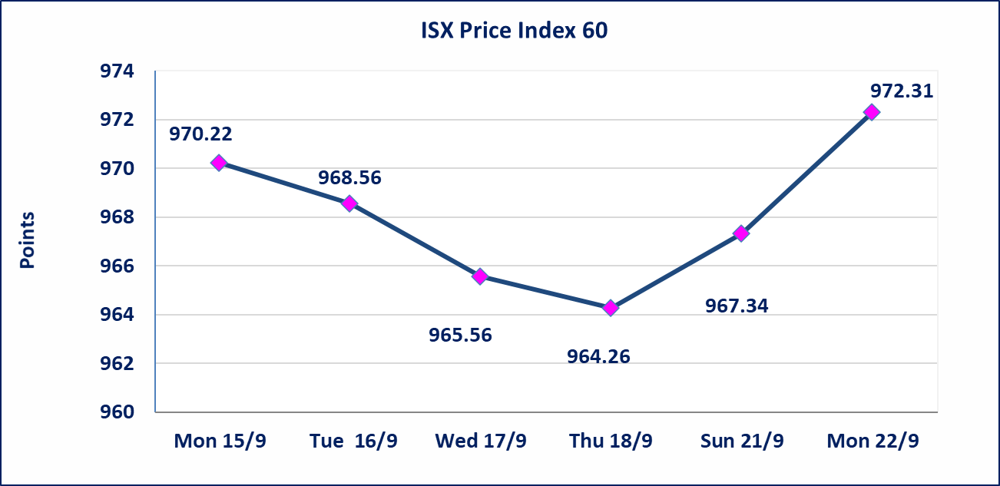 ISX Price Index 60
974
972
970
968
966
964
962
960
Points
970.22
968.56
965.56
964.26
967.34
972.31
Mon 15/9
Tue  16/9
Wed 17/9
Thu 18/9
Sun 21/9
Mon 22/9